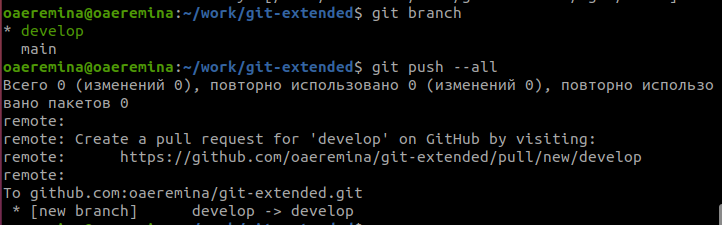 oaeremina@oaeremina:~/work/git-extended$ git branch
* develop
  main
oaeremina@oaeremina:~/work/git-extended$ git push --all
Всего 0 (изменений 0), повторно использовано 0 (изменений 0), повторно использо
вано пакетов 0
remote:
remote: Create a pull request for 'develop' on GitHub by visiting:
remote:      https://github.com/oaeremina/git-extended/pull/new/develop
remote:
To github.com:oaeremina/git-extended.git
 * [new branch]      develop -> develop